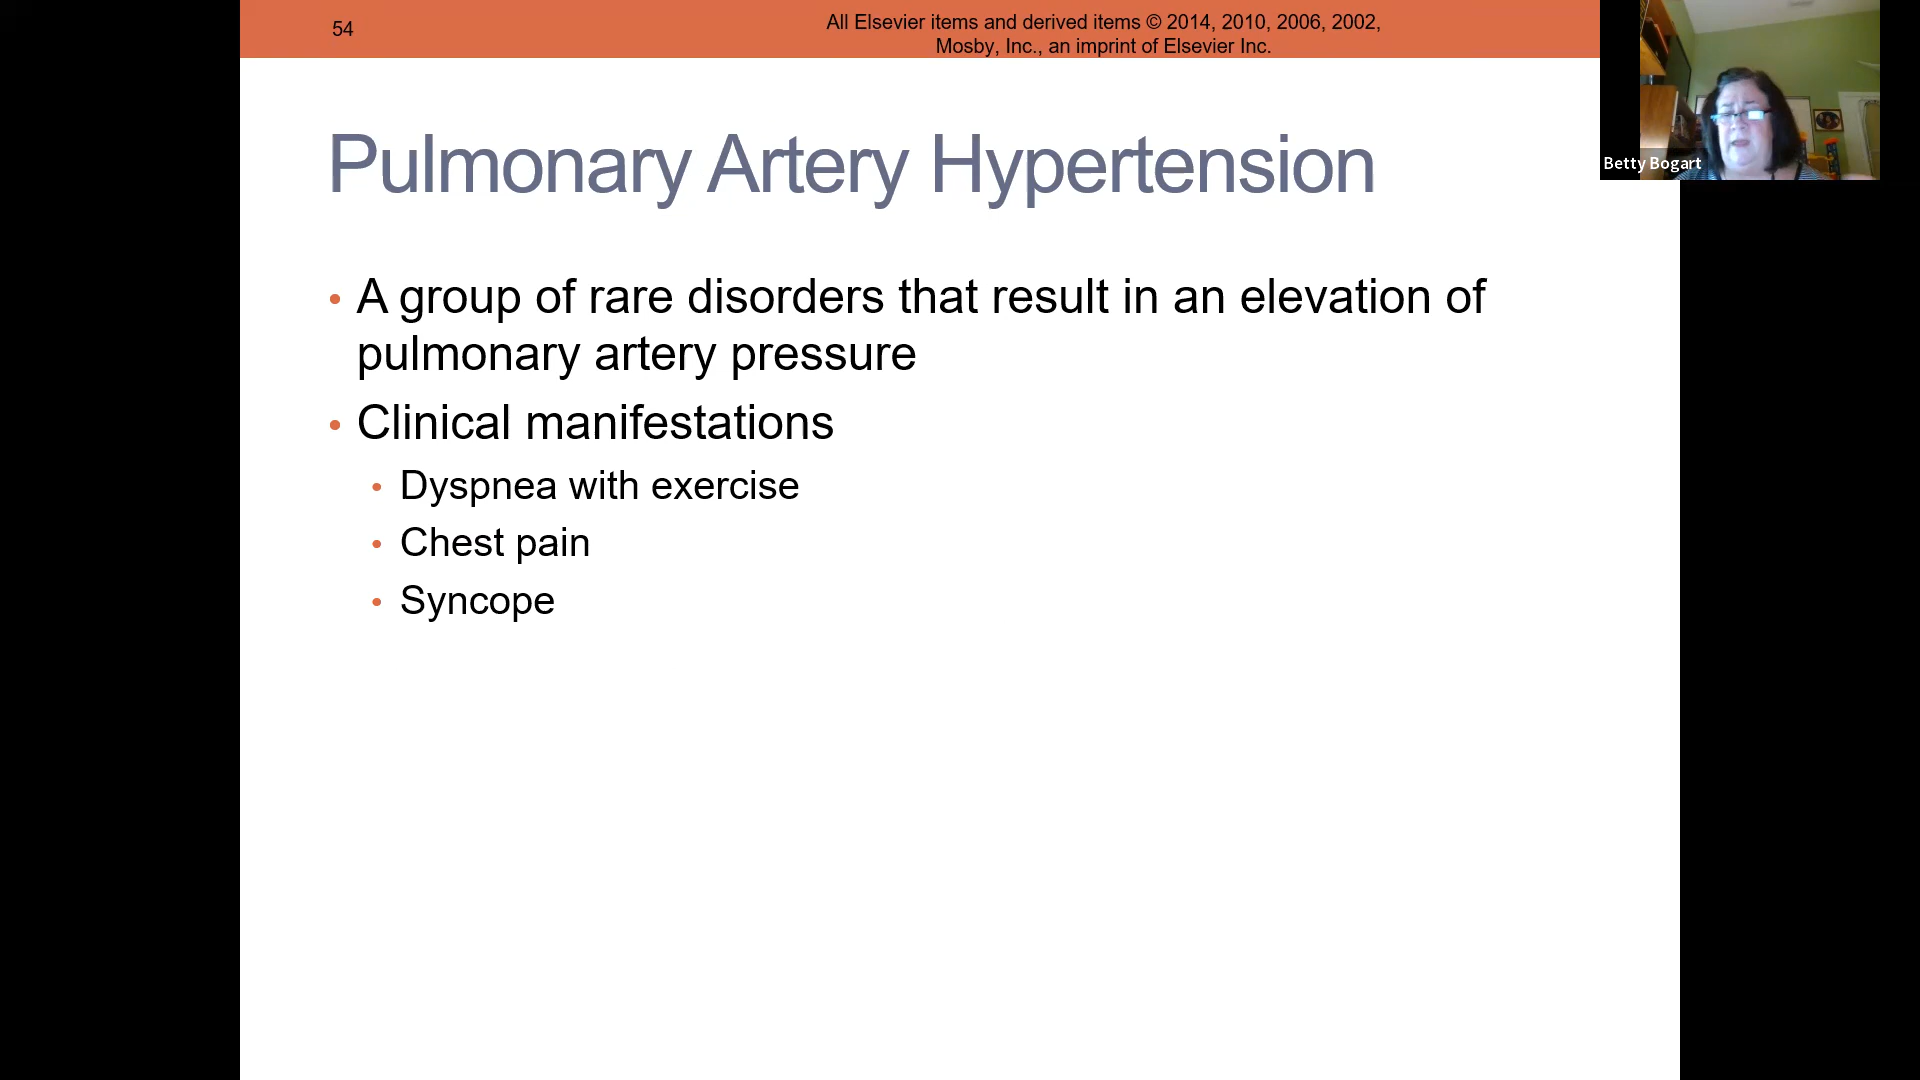 54
All Elsevier items and derived items © 2014, 2010, 2006, 2002,
Mosby, Inc., an imprint of Elsevier Inc.
Betty Bogart
Pulmonary Artery Hypertension
• A group of rare disorders that result in an elevation of
pulmonary artery pressure
• Clinical manifestations
• Dyspnea with exercise
• Chest pain
• Syncope